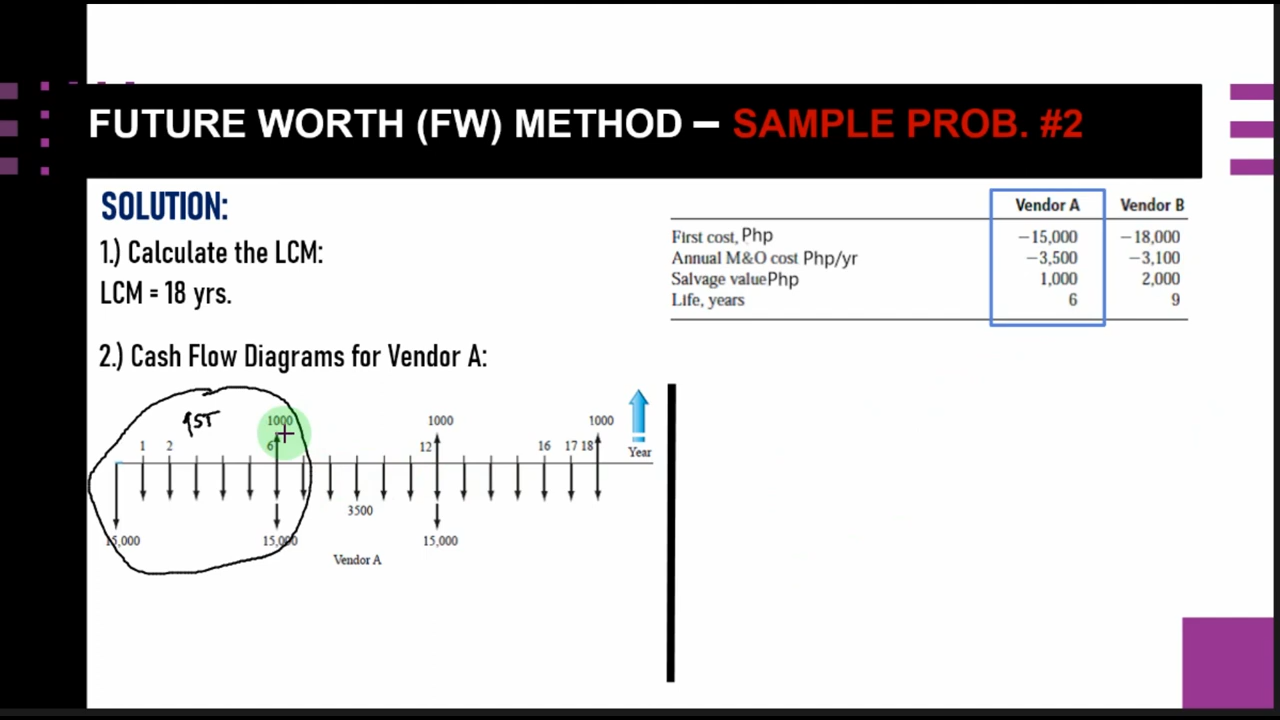 FUTURE WORTH (FW) METHOD – SAMPLE PROB. #2
SOLUTION:
1.) Calculate the LCM:
LCM = 18 yrs.
Vendor A Vendor B
First cost, Php −15,000 −18,000
Annual M&O cost Php/yr −3,500 −3,100
Salvage value Php 1,000 2,000
Life, years 6 9
2.) Cash Flow Diagrams for Vendor A:
1ST
1000 1000 1000
1 2 6 12 16 17 18 Year
3500
15,000 15,000 15,000
Vendor A